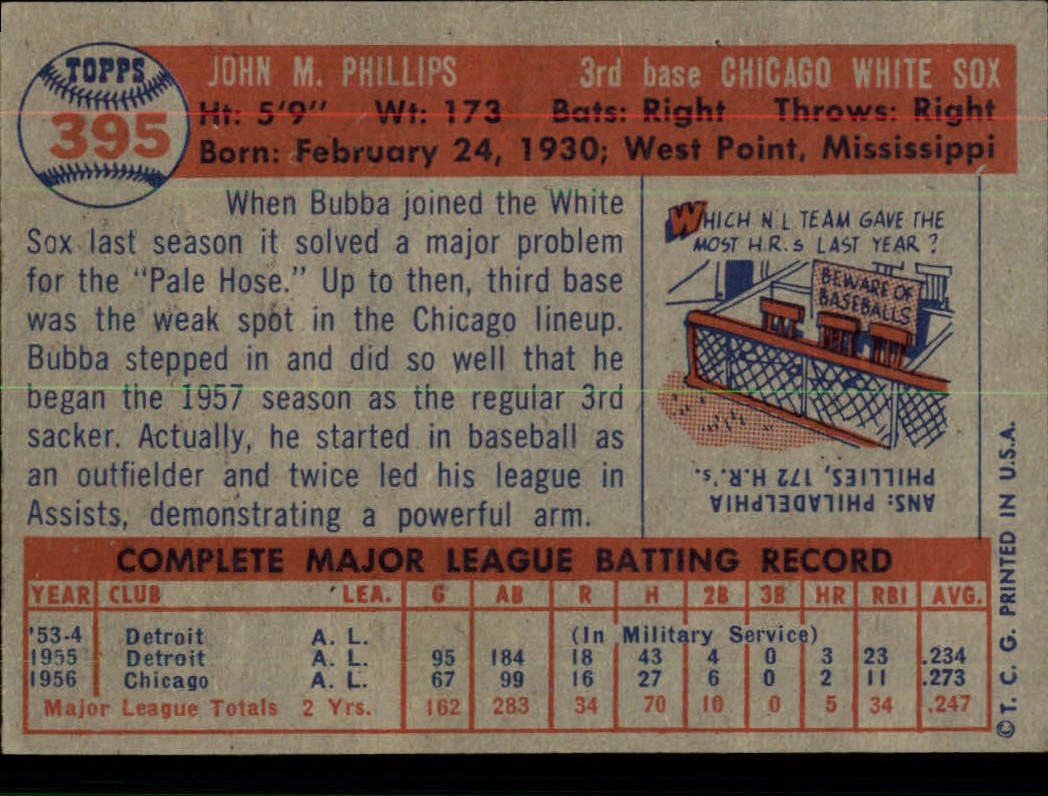 TOPPS
395
JOHN M. PHILLIPS 3rd base CHICAGO WHITE SOX
Ht: 5'9" Wt: 173 Bats: Right Throws: Right
Born: February 24, 1930; West Point, Mississippi
When Bubba joined the White
Sox last season it solved a major problem
for the "Pale Hose." Up to then, third base
was the weak spot in the Chicago lineup.
Bubba stepped in and did so well that he
began the 1957 season as the regular 3rd
sacker. Actually, he started in baseball as
an outfielder and twice led his league in
Assists, demonstrating a powerful arm.
WHICH N.L. TEAM GAVE THE
MOST H.R.s LAST YEAR?
BEWARE OF
BASEBALLS
ANS: PHILADELPHIA
PHILLIES, 172 H.R.'s.
COMPLETE MAJOR LEAGUE BATTING RECORD
YEAR CLUB LEA. G AB R H 2B 3B HR RBI AVG.
'53-4 Detroit A. L. (In Military Service)
1955 Detroit A. L. 95 184 18 43 4 0 3 23 .234
1956 Chicago A. L. 67 99 16 27 6 0 2 11 .273
Major League Totals 2 Yrs. 162 283 34 70 10 0 5 34 .247
© T. C. G. PRINTED IN U.S.A.